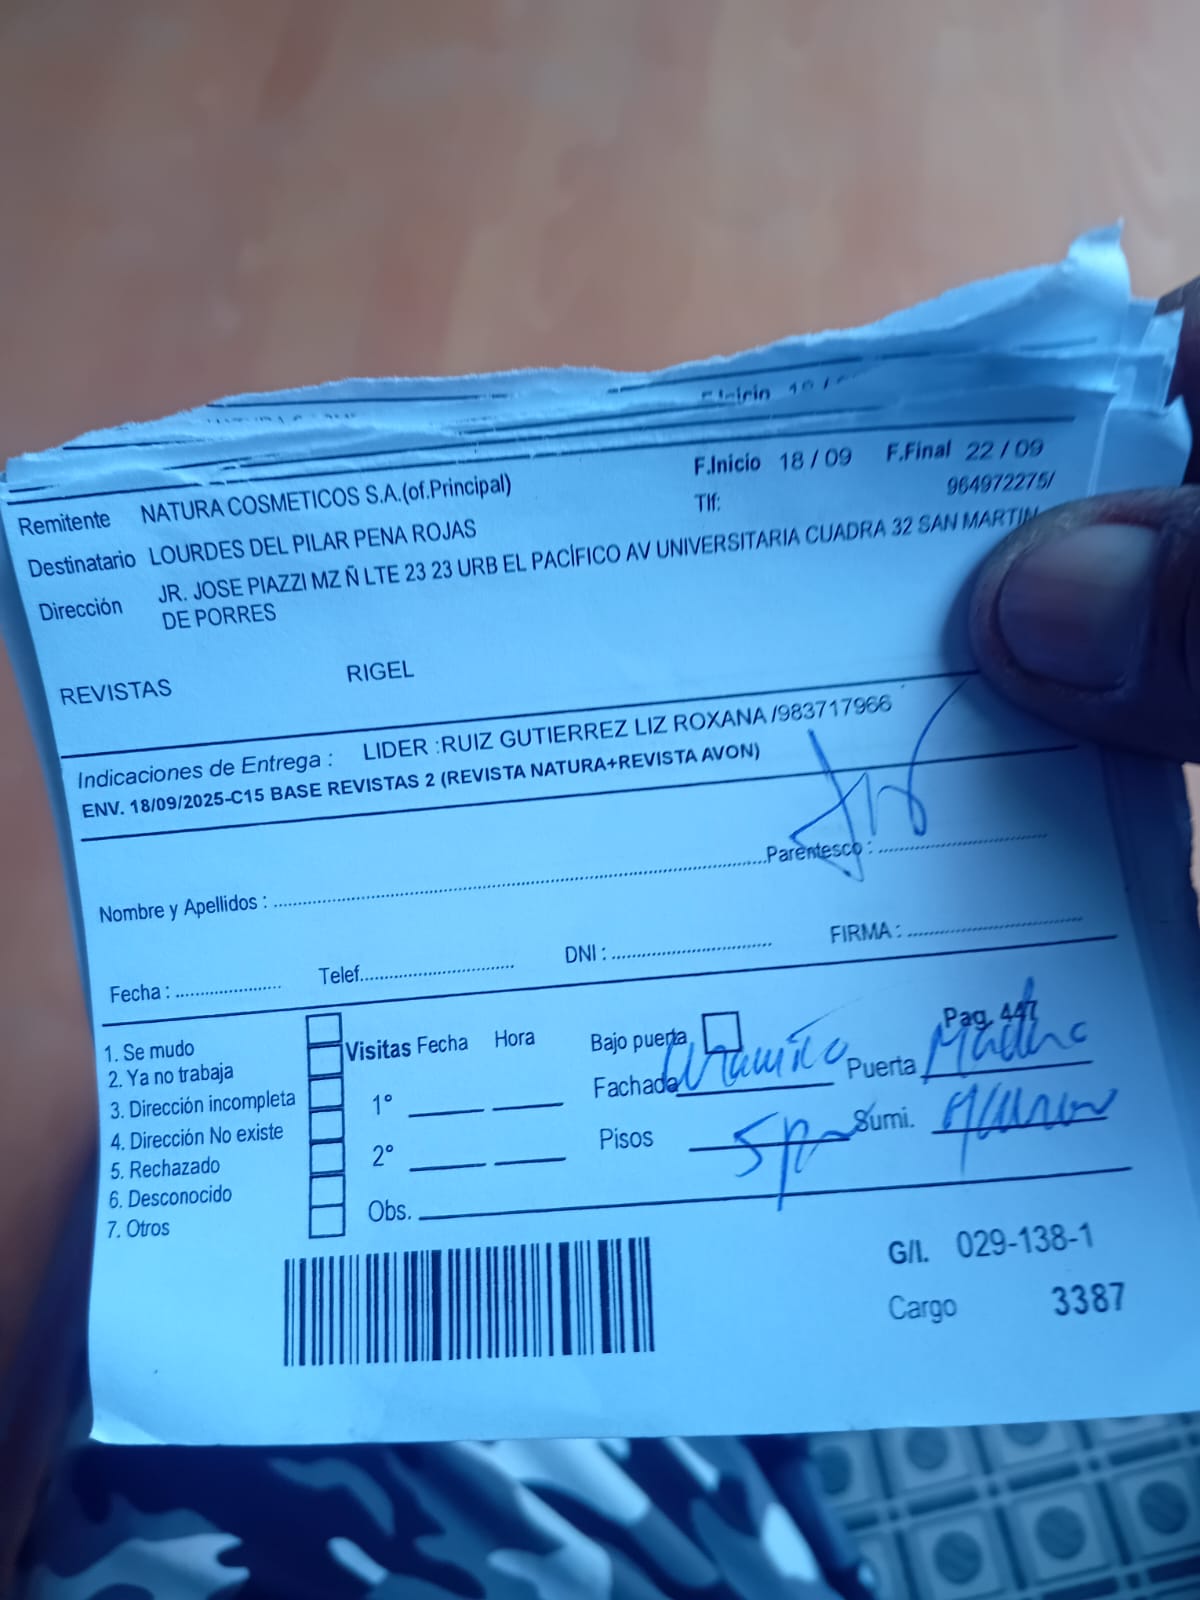 F.Inicio 18 /
Remitente NATURA COSMETICOS S.A.(of.Principal) F.Inicio 18 / 09 F.Final 22 / 09
Destinatario LOURDES DEL PILAR PENA ROJAS Tlf: 964972275/
Dirección JR. JOSE PIAZZI MZ Ñ LTE 23 23 URB EL PACÍFICO AV UNIVERSITARIA CUADRA 32 SAN MARTIN
DE PORRES
REVISTAS RIGEL
Indicaciones de Entrega : LIDER :RUIZ GUTIERREZ LIZ ROXANA /983717966
ENV. 18/09/2025-C15 BASE REVISTAS 2 (REVISTA NATURA+REVISTA AVON)
Nombre y Apellidos : Parentesco :
Fecha : Telef. DNI : FIRMA :
Pag. 447
1. Se mudo Visitas Fecha Hora Bajo puerta
2. Ya no trabaja Fachada Puerta
3. Dirección incompleta 1°
4. Dirección No existe Pisos 5p Sumi.
5. Rechazado 2°
6. Desconocido
7. Otros Obs.
G/I. 029-138-1
Cargo 3387